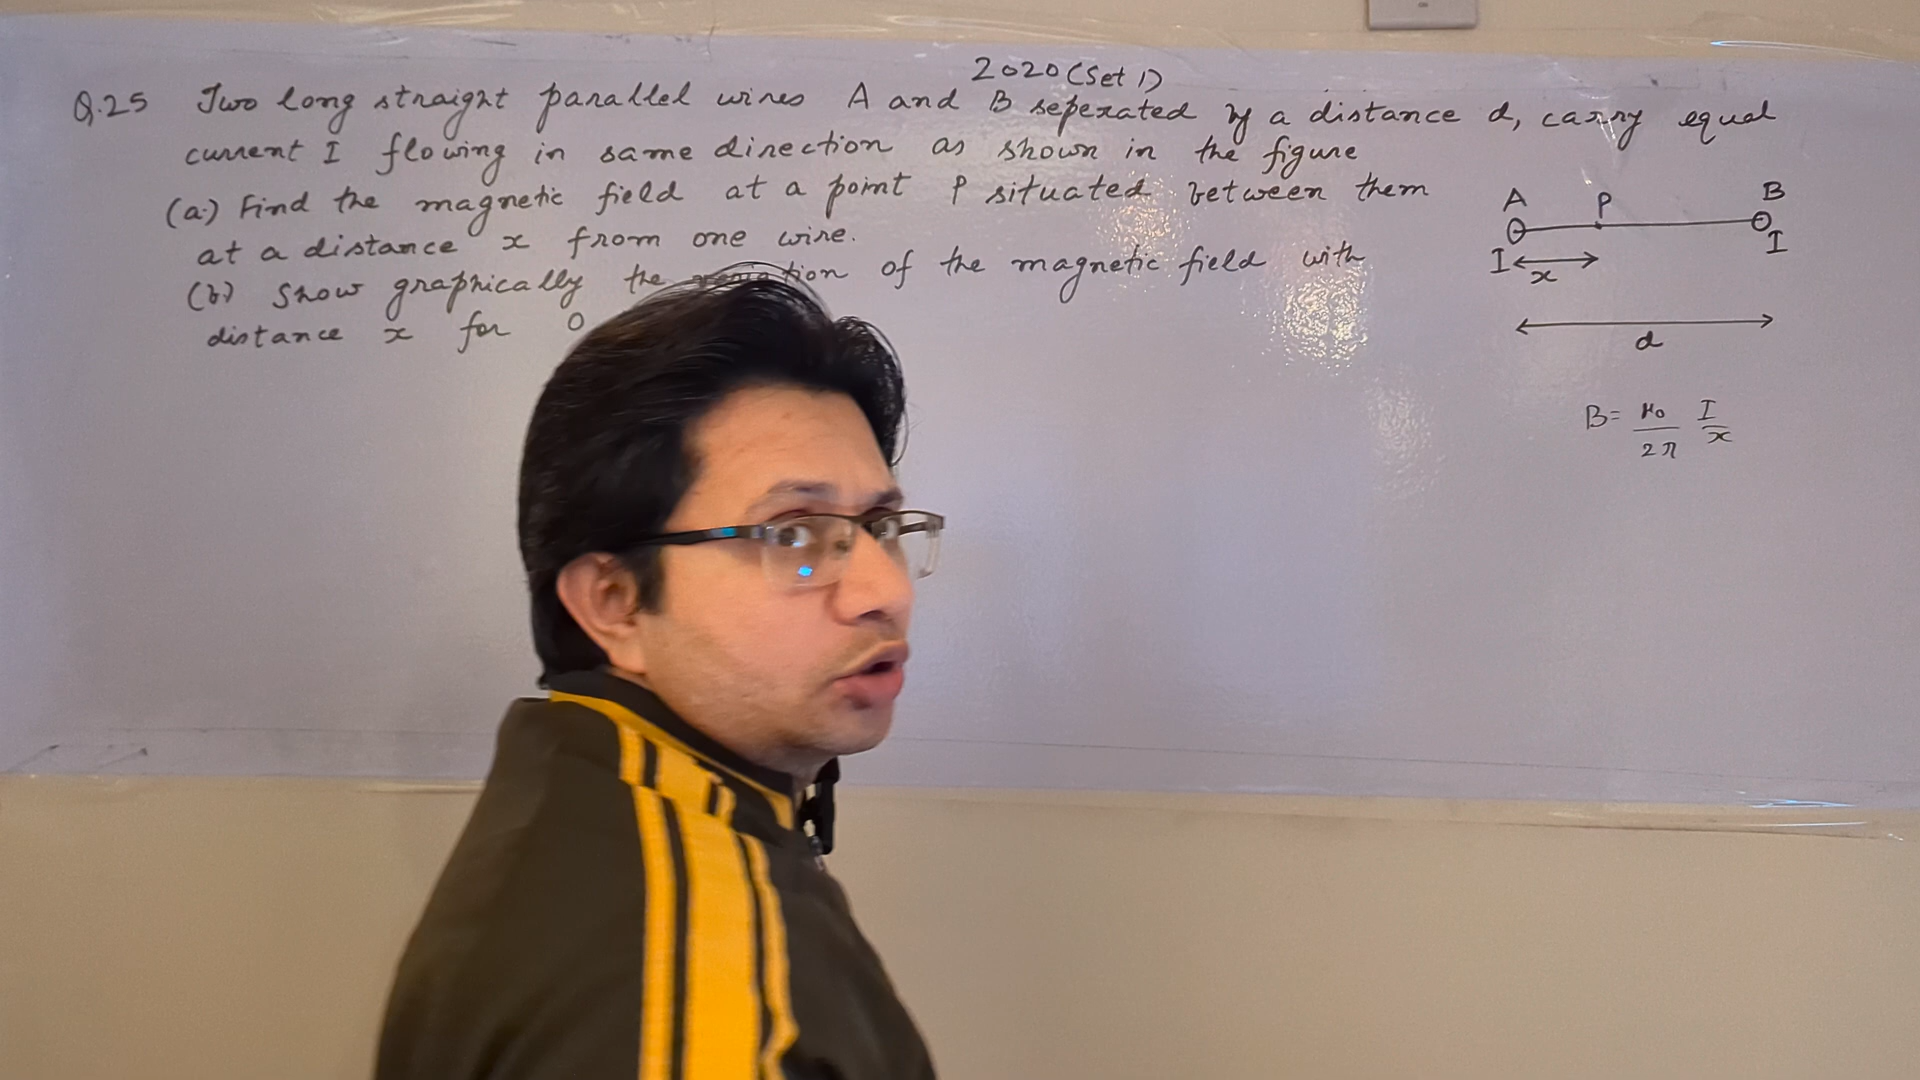 2020 (Set 1)
Q.25 Two long straight parallel wires A and B seperated by a distance d, carry equal
current I flowing in same direction as shown in the figure
(a) Find the magnetic field at a point P situated between them
at a distance x from one wire.
(b) Show graphically the variation of the magnetic field with
distance x for 0
A P B
I x I
d
B = μ₀/2π I/x